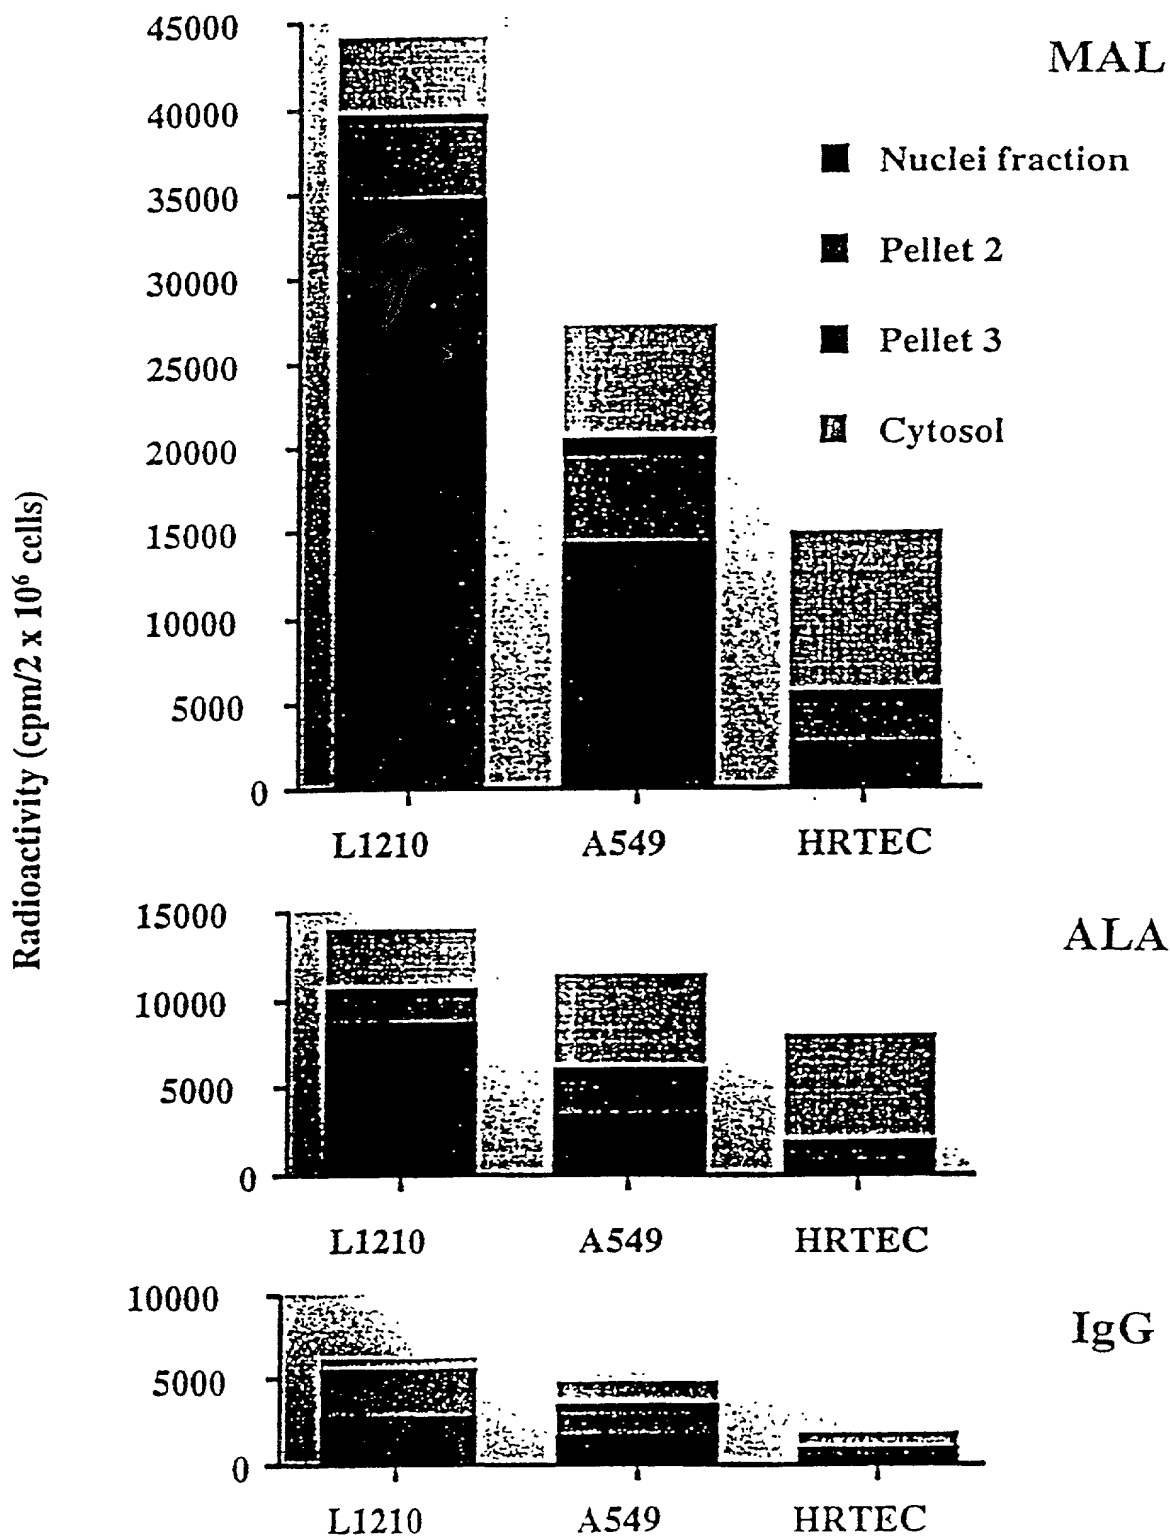 Radioactivity (cpm/2 x 10⁶ cells)
MAL
45000
40000
35000
30000
25000
20000
15000
10000
5000
0
Nuclei fraction
Pellet 2
Pellet 3
Cytosol
L1210 A549 HRTEC
ALA
15000
10000
5000
0
L1210 A549 HRTEC
IgG
10000
5000
0
L1210 A549 HRTEC